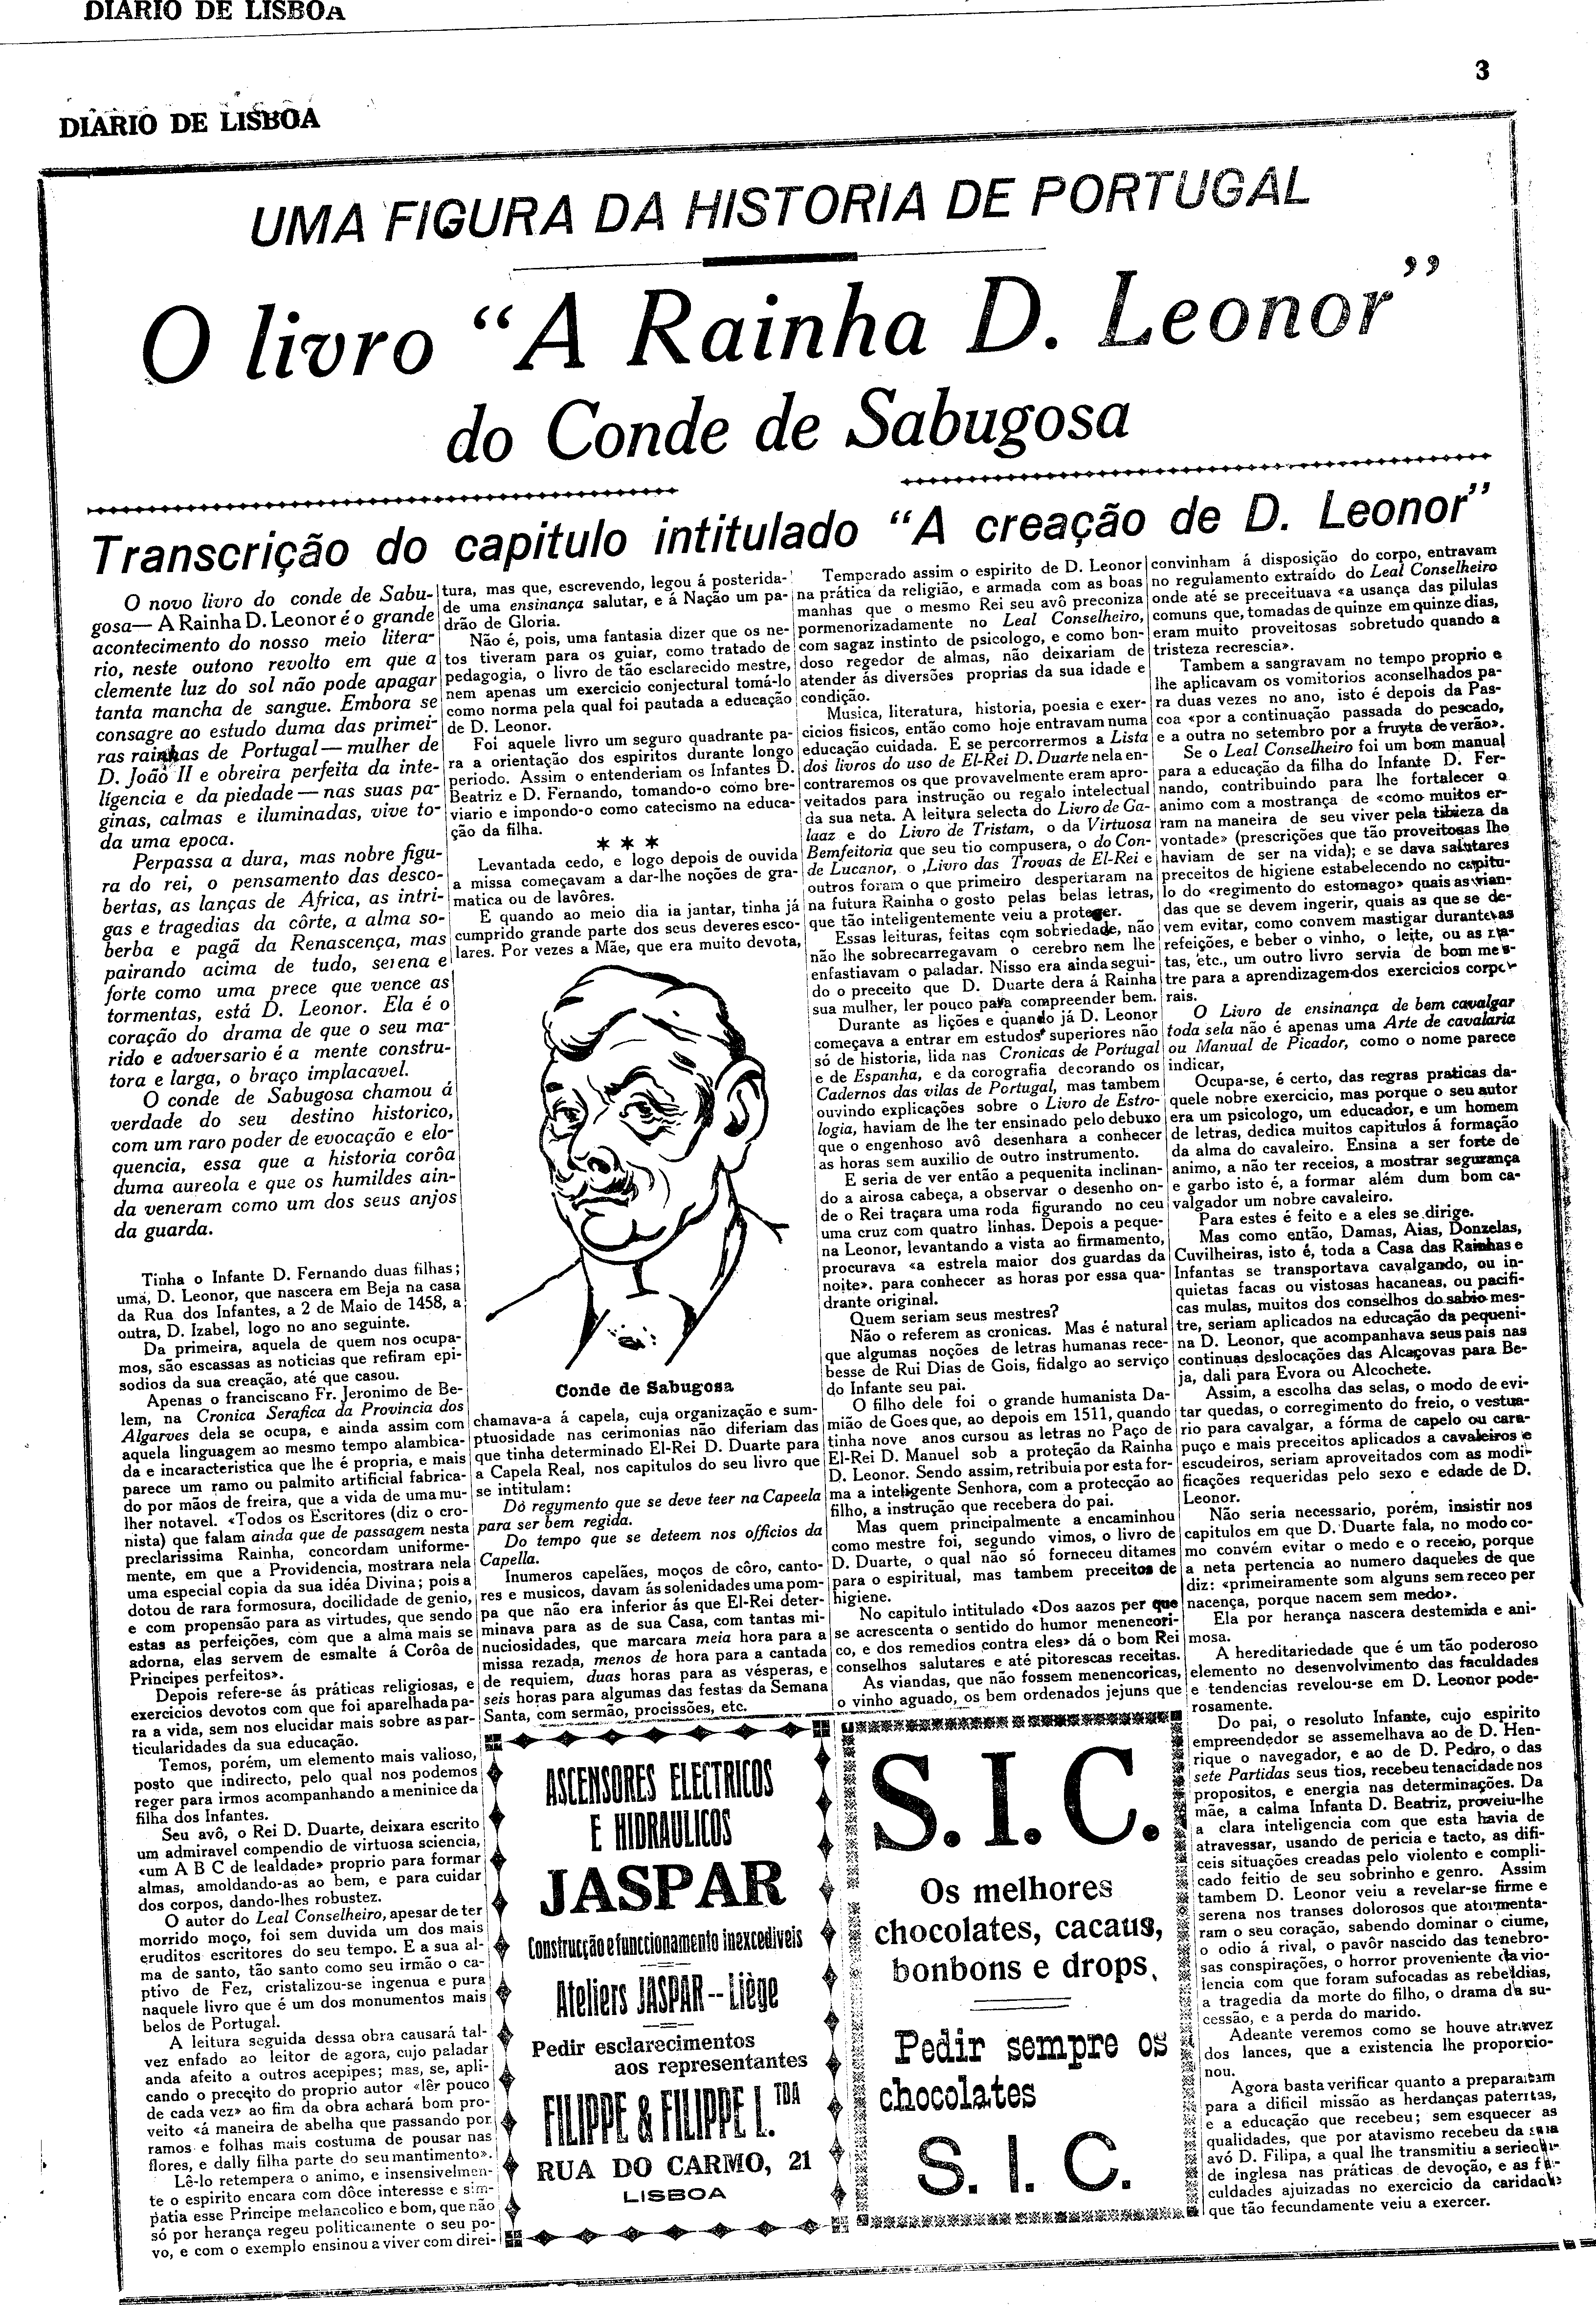 DIARIO DE LISBOA
3
DIARIO DE LISBOA
UMA FIGURA DA HISTORIA DE PORTUGAL
O livro "A Rainha D. Leonor"
do Conde de Sabugosa
Transcrição do capitulo intitulado "A creação de D. Leonor"
O novo livro do conde de Sabu-
gosa—A Rainha D. Leonor é o grande
acontecimento do nosso meio litera-
rio, neste outono revolto em que a
clemente luz do sol não pode apagar
tanta mancha de sangue. Embora se
consagre ao estudo duma das primei-
ras rainhas de Portugal—mulher de
D. João II e obreira perfeita da inte-
ligencia e da piedade—nas suas pa-
ginas, calmas e iluminadas, vive to-
da uma epoca.
Perpassa a dura, mas nobre figu-
ra do rei, o pensamento das desco-
bertas, as lanças de Africa, as intri-
gas e tragedias da côrte, a alma so-
berba e pagã da Renascença, mas
pairando acima de tudo, serena e
forte como uma prece que vence as
tormentas, está D. Leonor. Ela é o
coração do drama de que o seu ma-
rido e adversario é a mente constru-
tora e larga, o braço implacavel.
O conde de Sabugosa chamou á
verdade do seu destino historico,
com um raro poder de evocação e elo-
quencia, essa que a historia corôa
duma aureola e que os humildes ain-
da veneram como um dos seus anjos
da guarda.
Tinha o Infante D. Fernando duas filhas;
uma, D. Leonor, que nascera em Beja na casa
da Rua dos Infantes, a 2 de Maio de 1458, a
outra, D. Izabel, logo no ano seguinte.
Da primeira, aquela de quem nos ocupa-
mos, são escassas as noticias que refiram epi-
sodios da sua creação, até que casou.
Apenas o franciscano Fr. Jeronimo de Be-
lem, na Cronica Serafica da Provincia dos
Algarves dela se ocupa, e ainda assim com
aquela linguagem ao mesmo tempo alambica-
da e incaracteristica que lhe é propria, e mais
parece um ramo ou palmito artificial fabrica-
do por mãos de freira, que a vida de uma mu-
lher notavel. «Todos os Escritores (diz o cro-
nista) que falam ainda que de passagem nesta
preclarissima Rainha, concordam uniforme-
mente, em que a Providencia, mostrara nela
uma especial copia da sua idéa Divina; pois a
dotou de rara formosura, docilidade de genio,
e com propensão para as virtudes, que sendo
estas as perfeições, com que a alma mais se
adorna, elas servem de esmalte á Corôa de
Principes perfeitos».
Depois refere-se ás práticas religiosas, e
exercicios devotos com que foi aparelhada pa-
ra a vida, sem nos elucidar mais sobre as par-
ticularidades da sua educação.
Temos, porém, um elemento mais valioso,
posto que indirecto, pelo qual nos podemos
reger para irmos acompanhando a meninice da
filha dos Infantes.
Seu avô, o Rei D. Duarte, deixara escrito
um admiravel compendio de virtuosa sciencia,
«um A B C de lealdade» proprio para formar
almas, amoldando-as ao bem, e para cuidar
dos corpos, dando-lhes robustez.
O autor do Leal Conselheiro, apesar de ter
morrido moço, foi sem duvida um dos mais
eruditos escritores do seu tempo. E a sua al-
ma de santo, tão santo como seu irmão o ca-
ptivo de Fez, cristalizou-se ingenua e pura
naquele livro que é um dos monumentos mais
belos de Portugal.
A leitura seguida dessa obra causará tal-
vez enfado ao leitor de agora, cujo paladar
anda afeito a outros acepipes; mas, se, apli-
cando o preceito do proprio autor «lêr pouco
de cada vez» ao fim da obra achará bom pro-
veito «á maneira de abelha que passando por
ramos e folhas mais costuma de pousar nas
flores, e dally filha parte do seu mantimento».
Lê-lo retempera o animo, e insensivelmen-
te o espirito encara com dôce interesse e sim-
patia esse Principe melancolico e bom, que não
só por herança regeu politicamente o seu po-
vo, e com o exemplo ensinou a viver com direi-
tura, mas que, escrevendo, legou á posterida-
de uma ensinança salutar, e á Nação um pa-
drão de Gloria.
Não é, pois, uma fantasia dizer que os ne-
tos tiveram para os guiar, como tratado de
pedagogia, o livro de tão esclarecido mestre,
nem apenas um exercicio conjectural tomá-lo
como norma pela qual foi pautada a educação
de D. Leonor.
Foi aquele livro um seguro quadrante pa-
ra a orientação dos espiritos durante longo
periodo. Assim o entenderiam os Infantes D.
Beatriz e D. Fernando, tomando-o como bre-
viario e impondo-o como catecismo na educa-
ção da filha.
* * *
Levantada cedo, e logo depois de ouvida
a missa começavam a dar-lhe noções de gra-
matica ou de lavôres.
E quando ao meio dia ia jantar, tinha já
cumprido grande parte dos seus deveres esco-
lares. Por vezes a Mãe, que era muito devota,
Conde de Sabugosa
chamava-a á capela, cuja organização e sum-
ptuosidade nas cerimonias não diferiam das
que tinha determinado El-Rei D. Duarte para
a Capela Real, nos capitulos do seu livro que
se intitulam:
Do regymento que se deve teer na Capeela
para ser bem regida.
Do tempo que se deteem nos officios da
Capella.
Inumeros capelães, moços de côro, canto-
res e musicos, davam ás solenidades uma pom-
pa que não era inferior ás que El-Rei deter-
minava para as de sua Casa, com tantas mi-
nuciosidades, que marcara meia hora para a
missa rezada, menos de hora para a cantada
de requiem, duas horas para as vésperas, e
seis horas para algumas das festas da Semana
Santa, com sermão, procissões, etc.
Temperado assim o espirito de D. Leonor
na prática da religião, e armada com as boas
manhas que o mesmo Rei seu avô preconiza
pormenorizadamente no Leal Conselheiro,
com sagaz instinto de psicologo, e como bon-
doso regedor de almas, não deixariam de
atender ás diversões proprias da sua idade e
condição.
Musica, literatura, historia, poesia e exer-
cicios fisicos, então como hoje entravam numa
educação cuidada. E se percorrermos a Lista
dos livros do uso de El-Rei D. Duarte nela en-
contraremos os que provavelmente eram apro-
veitados para instrução ou regalo intelectual
da sua neta. A leitura selecta do Livro de Ga-
laaz e do Livro de Tristam, o da Virtuosa
Bemfeitoria que seu tio compusera, o do Con-
de Lucanor, o Livro das Trovas de El-Rei e
outros foram o que primeiro despertaram na
na futura Rainha o gosto pelas belas letras,
que tão inteligentemente veiu a proteger.
Essas leituras, feitas com sobriedade, não
não lhe sobrecarregavam o cerebro nem lhe
enfastiavam o paladar. Nisso era ainda segui-
do o preceito que D. Duarte dera á Rainha
sua mulher, ler pouco para compreender bem.
Durante as lições e quando já D. Leonor
começava a entrar em estudos superiores não
só de historia, lida nas Cronicas de Portugal
e de Espanha, e da corografia decorando os
Cadernos das vilas de Portugal, mas tambem
ouvindo explicações sobre o Livro de Estro-
logia, haviam de lhe ter ensinado pelo debuxo
que o engenhoso avô desenhara a conhecer
as horas sem auxilio de outro instrumento.
E seria de ver então a pequenita inclinan-
do a airosa cabeça, a observar o desenho on-
de o Rei traçara uma roda figurando no ceu
uma cruz com quatro linhas. Depois a peque-
na Leonor, levantando a vista ao firmamento,
procurava «a estrela maior dos guardas da
noite». para conhecer as horas por essa qua-
drante original.
Quem seriam seus mestres?
Não o referem as cronicas. Mas é natural
que algumas noções de letras humanas rece-
besse de Rui Dias de Gois, fidalgo ao serviço
do Infante seu pai.
O filho dele foi o grande humanista Da-
mião de Goes que, ao depois em 1511, quando
tinha nove anos cursou as letras no Paço de
El-Rei D. Manuel sob a proteção da Rainha
D. Leonor. Sendo assim, retribuia por esta for-
ma a inteligente Senhora, com a protecção ao
filho, a instrução que recebera do pai.
Mas quem principalmente a encaminhou
como mestre foi, segundo vimos, o livro de
D. Duarte, o qual não só forneceu ditames
para o espiritual, mas tambem preceitos de
higiene.
No capitulo intitulado «Dos aazos per que
se acrescenta o sentido do humor menencori-
co, e dos remedios contra eles» dá o bom Rei
conselhos salutares e até pitorescas receitas.
As viandas, que não fossem menencoricas,
o vinho aguado, os bem ordenados jejuns que
convinham á disposição do corpo, entravam
no regulamento extraído do Leal Conselheiro
onde até se preceituava «a usança das pilulas
comuns que, tomadas de quinze em quinze dias,
eram muito proveitosas sobretudo quando a
tristeza recrescia».
Tambem a sangravam no tempo proprio e
lhe aplicavam os vomitorios aconselhados pa-
ra duas vezes no ano, isto é depois da Pas-
coa «por a continuação passada do pescado,
e a outra no setembro por a fruyta de verão».
Se o Leal Conselheiro foi um bom manual
para a educação da filha do Infante D. Fer-
nando, contribuindo para lhe fortalecer o
animo com a mostrança de «como muitos er-
ram na maneira de seu viver pela tibieza da
vontade» (prescrições que tão proveitosas lhe
haviam de ser na vida); e se dava salutares
preceitos de higiene estabelecendo no capitu-
lo do «regimento do estomago» quais as vian-
das que se devem ingerir, quais as que se de-
vem evitar, como convem mastigar durante as
refeições, e beber o vinho, o leite, ou as
tas, etc., um outro livro servia de bom mes-
tre para a aprendizagem dos exercicios corpo-
rais.
O Livro de ensinança de bem cavalgar
toda sela não é apenas uma Arte de cavalaria
ou Manual de Picador, como o nome parece
indicar,
Ocupa-se, é certo, das regras praticas da-
quele nobre exercicio, mas porque o seu autor
era um psicologo, um educador, e um homem
de letras, dedica muitos capitulos á formação
da alma do cavaleiro. Ensina a ser forte de
animo, a não ter receios, a mostrar segurança
e garbo isto é, a formar além dum bom ca-
valgador um nobre cavaleiro.
Para estes é feito e a eles se dirige.
Mas como então, Damas, Aias, Donzelas,
Cuvilheiras, isto é, toda a Casa das Rainhas e
Infantas se transportava cavalgando, ou in-
quietas facas ou vistosas hacaneas, ou pacifi-
cas mulas, muitos dos conselhos do sabio mes-
tre, seriam aplicados na educação da pequeni-
na D. Leonor, que acompanhava seus pais nas
continuas deslocações das Alcaçovas para Be-
ja, dali para Evora ou Alcochete.
Assim, a escolha das selas, o modo de evi-
tar quedas, o corregimento do freio, o vestua-
rio para cavalgar, a fórma de capelo ou cara-
puço e mais preceitos aplicados a cavaleiros e
escudeiros, seriam aproveitados com as modi-
ficações requeridas pelo sexo e edade de D.
Leonor.
Não seria necessario, porém, insistir nos
capitulos em que D. Duarte fala, no modo co-
mo convém evitar o medo e o receio, porque
a neta pertencia ao numero daqueles de que
diz: «primeiramente som alguns sem receo per
nacença, porque nacem sem medo».
Ela por herança nascera destemida e ani-
mosa.
A hereditariedade que é um tão poderoso
elemento no desenvolvimento das faculdades
e tendencias revelou-se em D. Leonor pode-
rosamente.
Do pai, o resoluto Infante, cujo espirito
empreendedor se assemelhava ao de D. Hen-
rique o navegador, e ao de D. Pedro, o das
sete Partidas seus tios, recebeu tenacidade nos
propositos, e energia nas determinações. Da
mãe, a calma Infanta D. Beatriz, proveiu-lhe
a clara inteligencia com que esta havia de
atravessar, usando de pericia e tacto, as difi-
ceis situações creadas pelo violento e compli-
cado feitio de seu sobrinho e genro. Assim
tambem D. Leonor veiu a revelar-se firme e
serena nos transes dolorosos que atormenta-
ram o seu coração, sabendo dominar o ciume,
o odio á rival, o pavôr nascido das tenebro-
sas conspirações, o horror proveniente da vio-
lencia com que foram sufocadas as rebeldias,
a tragedia da morte do filho, o drama da su-
cessão, e a perda do marido.
Adeante veremos como se houve atravez
dos lances, que a existencia lhe proporcio-
nou.
Agora basta verificar quanto a prepararam
para a dificil missão as herdanças paternas,
e a educação que recebeu; sem esquecer as
qualidades, que por atavismo recebeu da sua
avó D. Filipa, a qual lhe transmitiu a
de inglesa nas práticas de devoção, e as fa-
culdades ajuizadas no exercicio da caridade
que tão fecundamente veiu a exercer.
ASCENSORES ELECTRICOS
E HIDRAULICOS
JASPAR
Construcção e funccionamento inexcediveis
Ateliers JASPAR--Liége
Pedir esclarecimentos
aos representantes
FILIPPE & FILIPPE L.TDA
RUA DO CARMO, 21
LISBOA
S. I. C.
Os melhores
chocolates, cacaus,
bonbons e drops.
Pedir sempre os
chocolates
S. I. C.